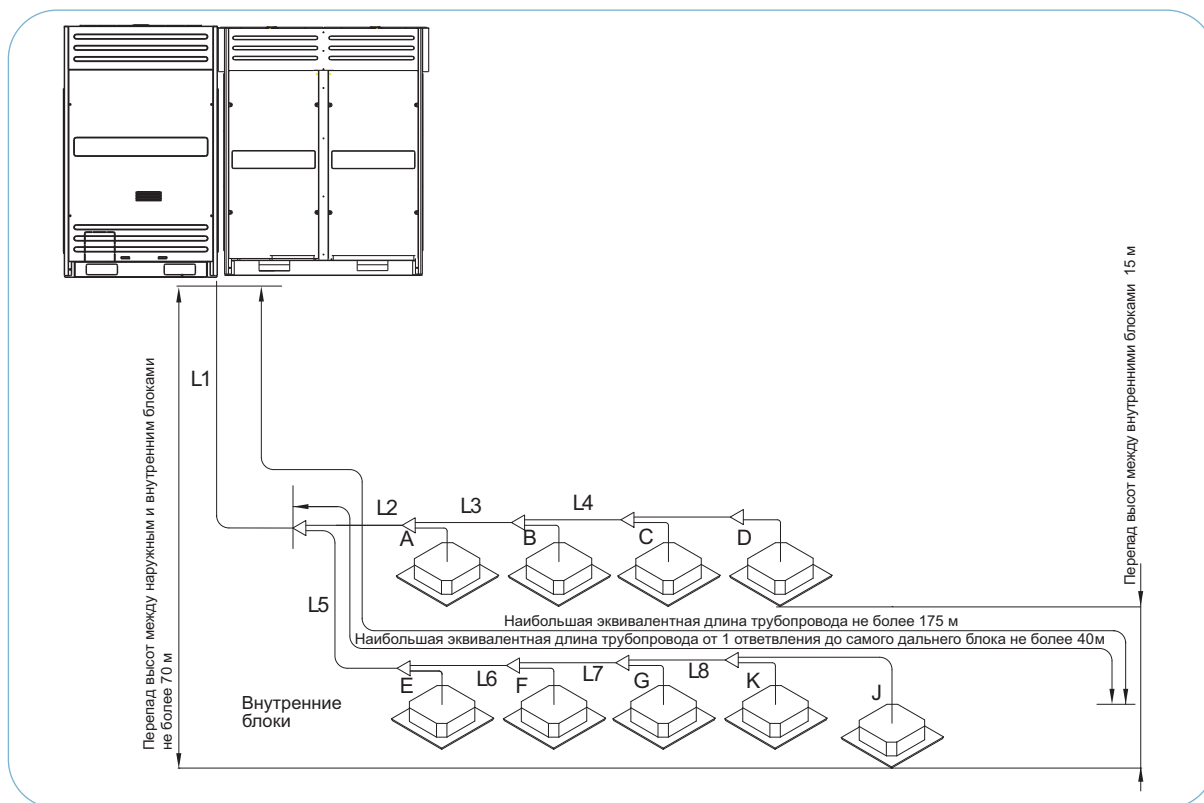 Перепад высот между наружным и внутренним блоками
не более 70 м
L1
Перепад высот между внутренними блоками 15 м
L2
L3
L4
A
B
C
D
L5
Наибольшая эквивалентная длина трубопровода не более 175 м
Наибольшая эквивалентная длина трубопровода от 1 ответвления до самого дальнего блока не более 40м
E
L6
F
L7
G
L8
K
J
Внутренние
блоки